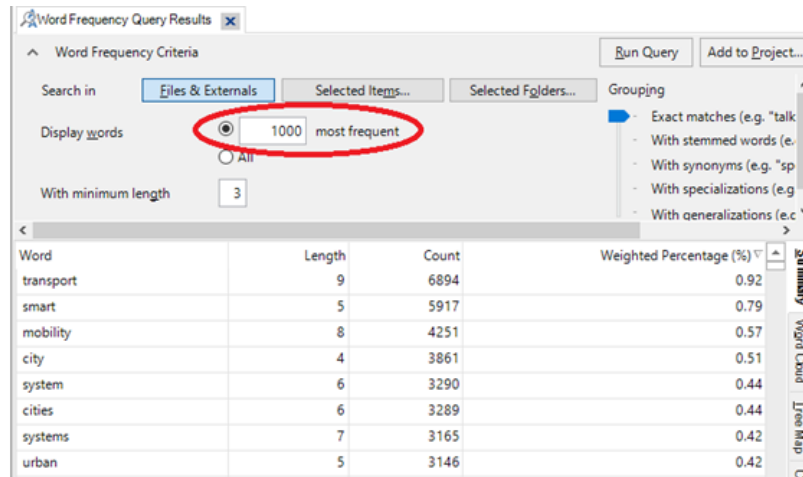 Word Frequency Query Results
Word Frequency Criteria
Run Query Add to Project...
Search in Files & Externals Selected Items... Selected Folders... Grouping
Display words 1000 most frequent
All
With minimum length 3
Exact matches (e.g. "talk
With stemmed words (e.
With synonyms (e.g. "sp
With specializations (e.g
With generalizations (e.c
Word Length Count Weighted Percentage (%)
transport 9 6894 0.92
smart 5 5917 0.79
mobility 8 4251 0.57
city 4 3861 0.51
system 6 3290 0.44
cities 6 3289 0.44
systems 7 3165 0.42
urban 5 3146 0.42
Summary
Word Cloud
Tree Map